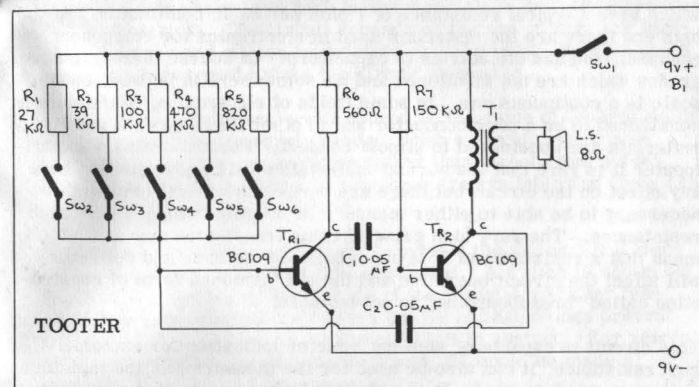 Sw1
9v+
B1
R1
27
KΩ
R2
39
KΩ
R3
100
KΩ
R4
470
KΩ
R5
820
KΩ
R6
560Ω
R7
L.S.
8Ω
Sw2
Sw3
Sw4
Sw5
Sw6
BC109
TR1
c
b
e
C1 0·05
µF
TR2
c
b
e
BC109
C2 0·05µF
TOOTER
9v-